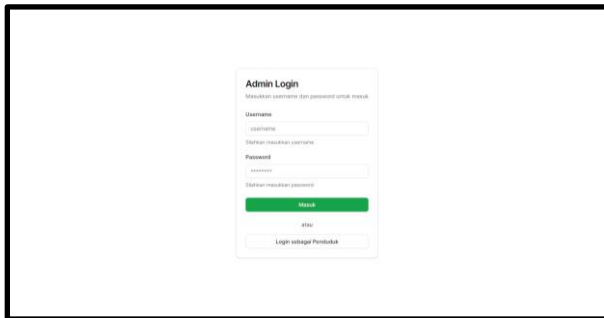 Admin Login
Masukkan username dan password untuk masuk
Username
username
Silahkan masukkan username
Password
********
Silahkan masukkan password
Masuk
atau
Login sebagai Penduduk